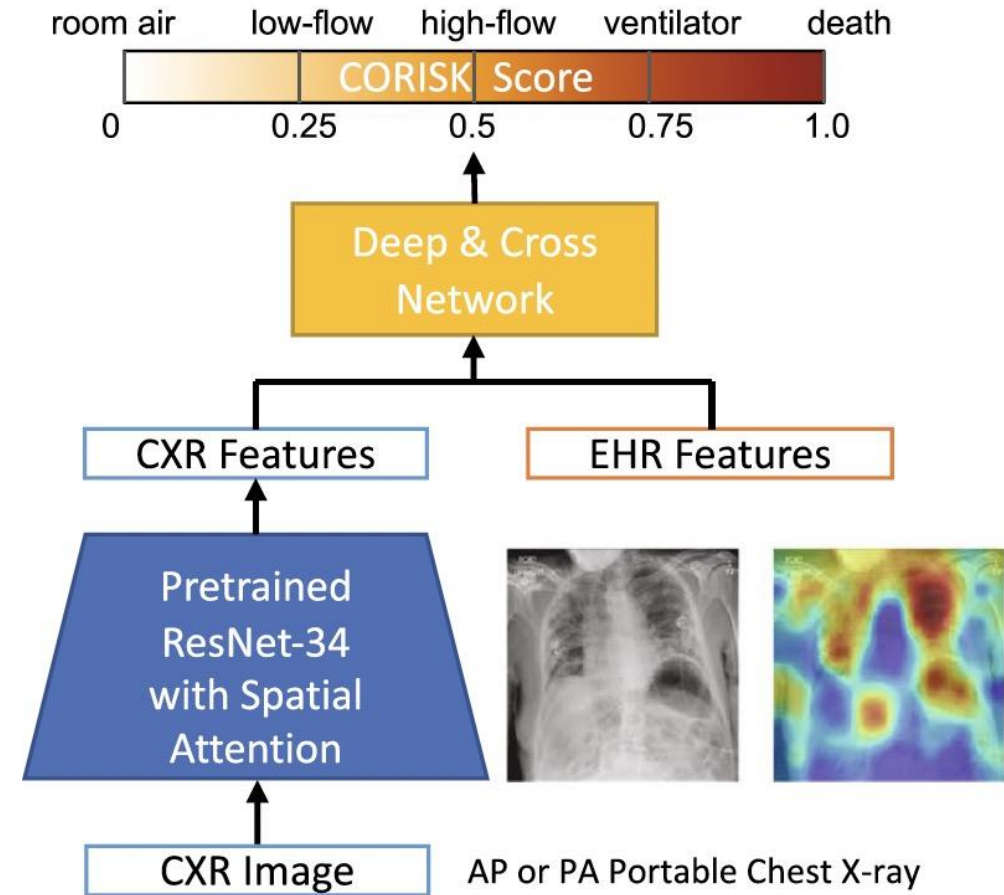 room air low-flow high-flow ventilator death
CORISK Score
0 0.25 0.5 0.75 1.0
Deep & Cross
Network
CXR Features EHR Features
Pretrained
ResNet-34
with Spatial
Attention
CXR Image AP or PA Portable Chest X-ray